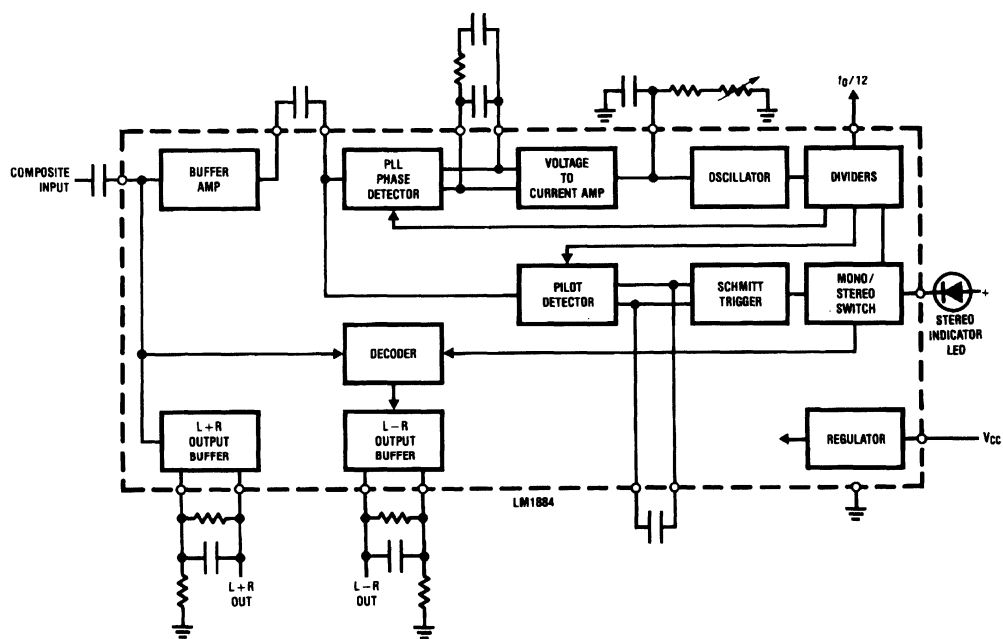 f₀/12
COMPOSITE
INPUT
BUFFER
AMP
PLL
PHASE
DETECTOR
VOLTAGE
TO
CURRENT AMP
OSCILLATOR
DIVIDERS
PILOT
DETECTOR
SCHMITT
TRIGGER
MONO/
STEREO
SWITCH
+
STEREO
INDICATOR
LED
DECODER
L+R
OUTPUT
BUFFER
L−R
OUTPUT
BUFFER
REGULATOR
VCC
LM1884
L+R
OUT
L−R
OUT